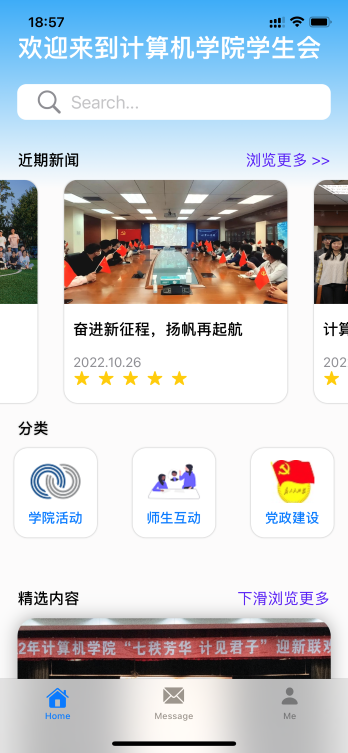 18:57
欢迎来到计算机学院学生会
Search...
近期新闻
浏览更多 >>
奋进新征程，扬帆再起航
计算
2022.10.26
202
分类
学院活动
师生互动
党政建设
精选内容
下滑浏览更多
2年计算机学院“七秩芳华 计见君子”迎新联欢
Home
Message
Me